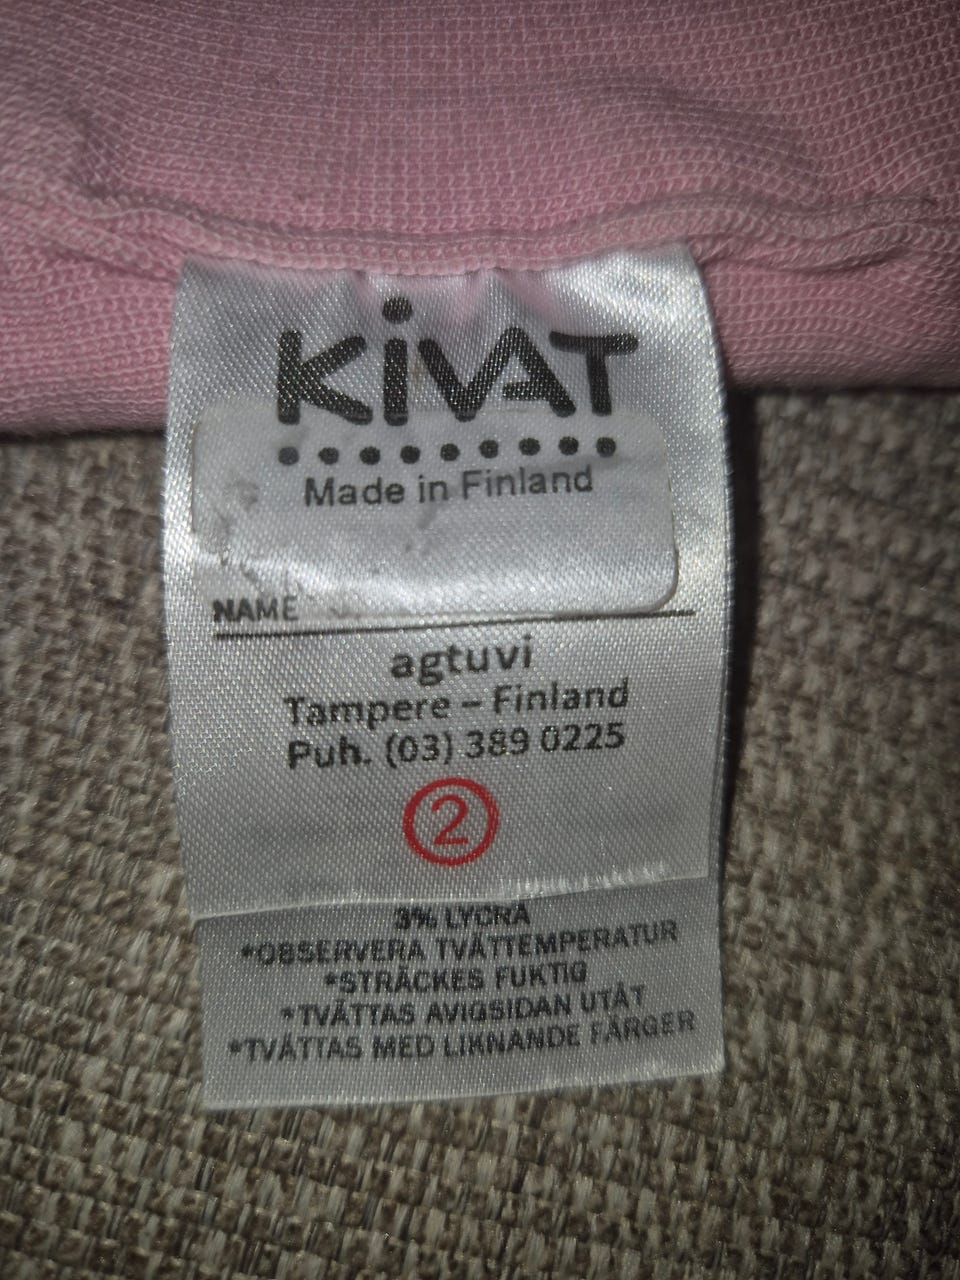 KiVAT
Made in Finland
NAME
agtuvi
Tampere – Finland
Puh. (03) 389 0225
2
3% LYCRA
*OBSERVERA TVÄTTEMPERATUR
*STRÄCKES FUKTIG
*TVÄTTAS AVIGSIDAN UTÅT
*TVÄTTAS MED LIKNANDE FÄRGER